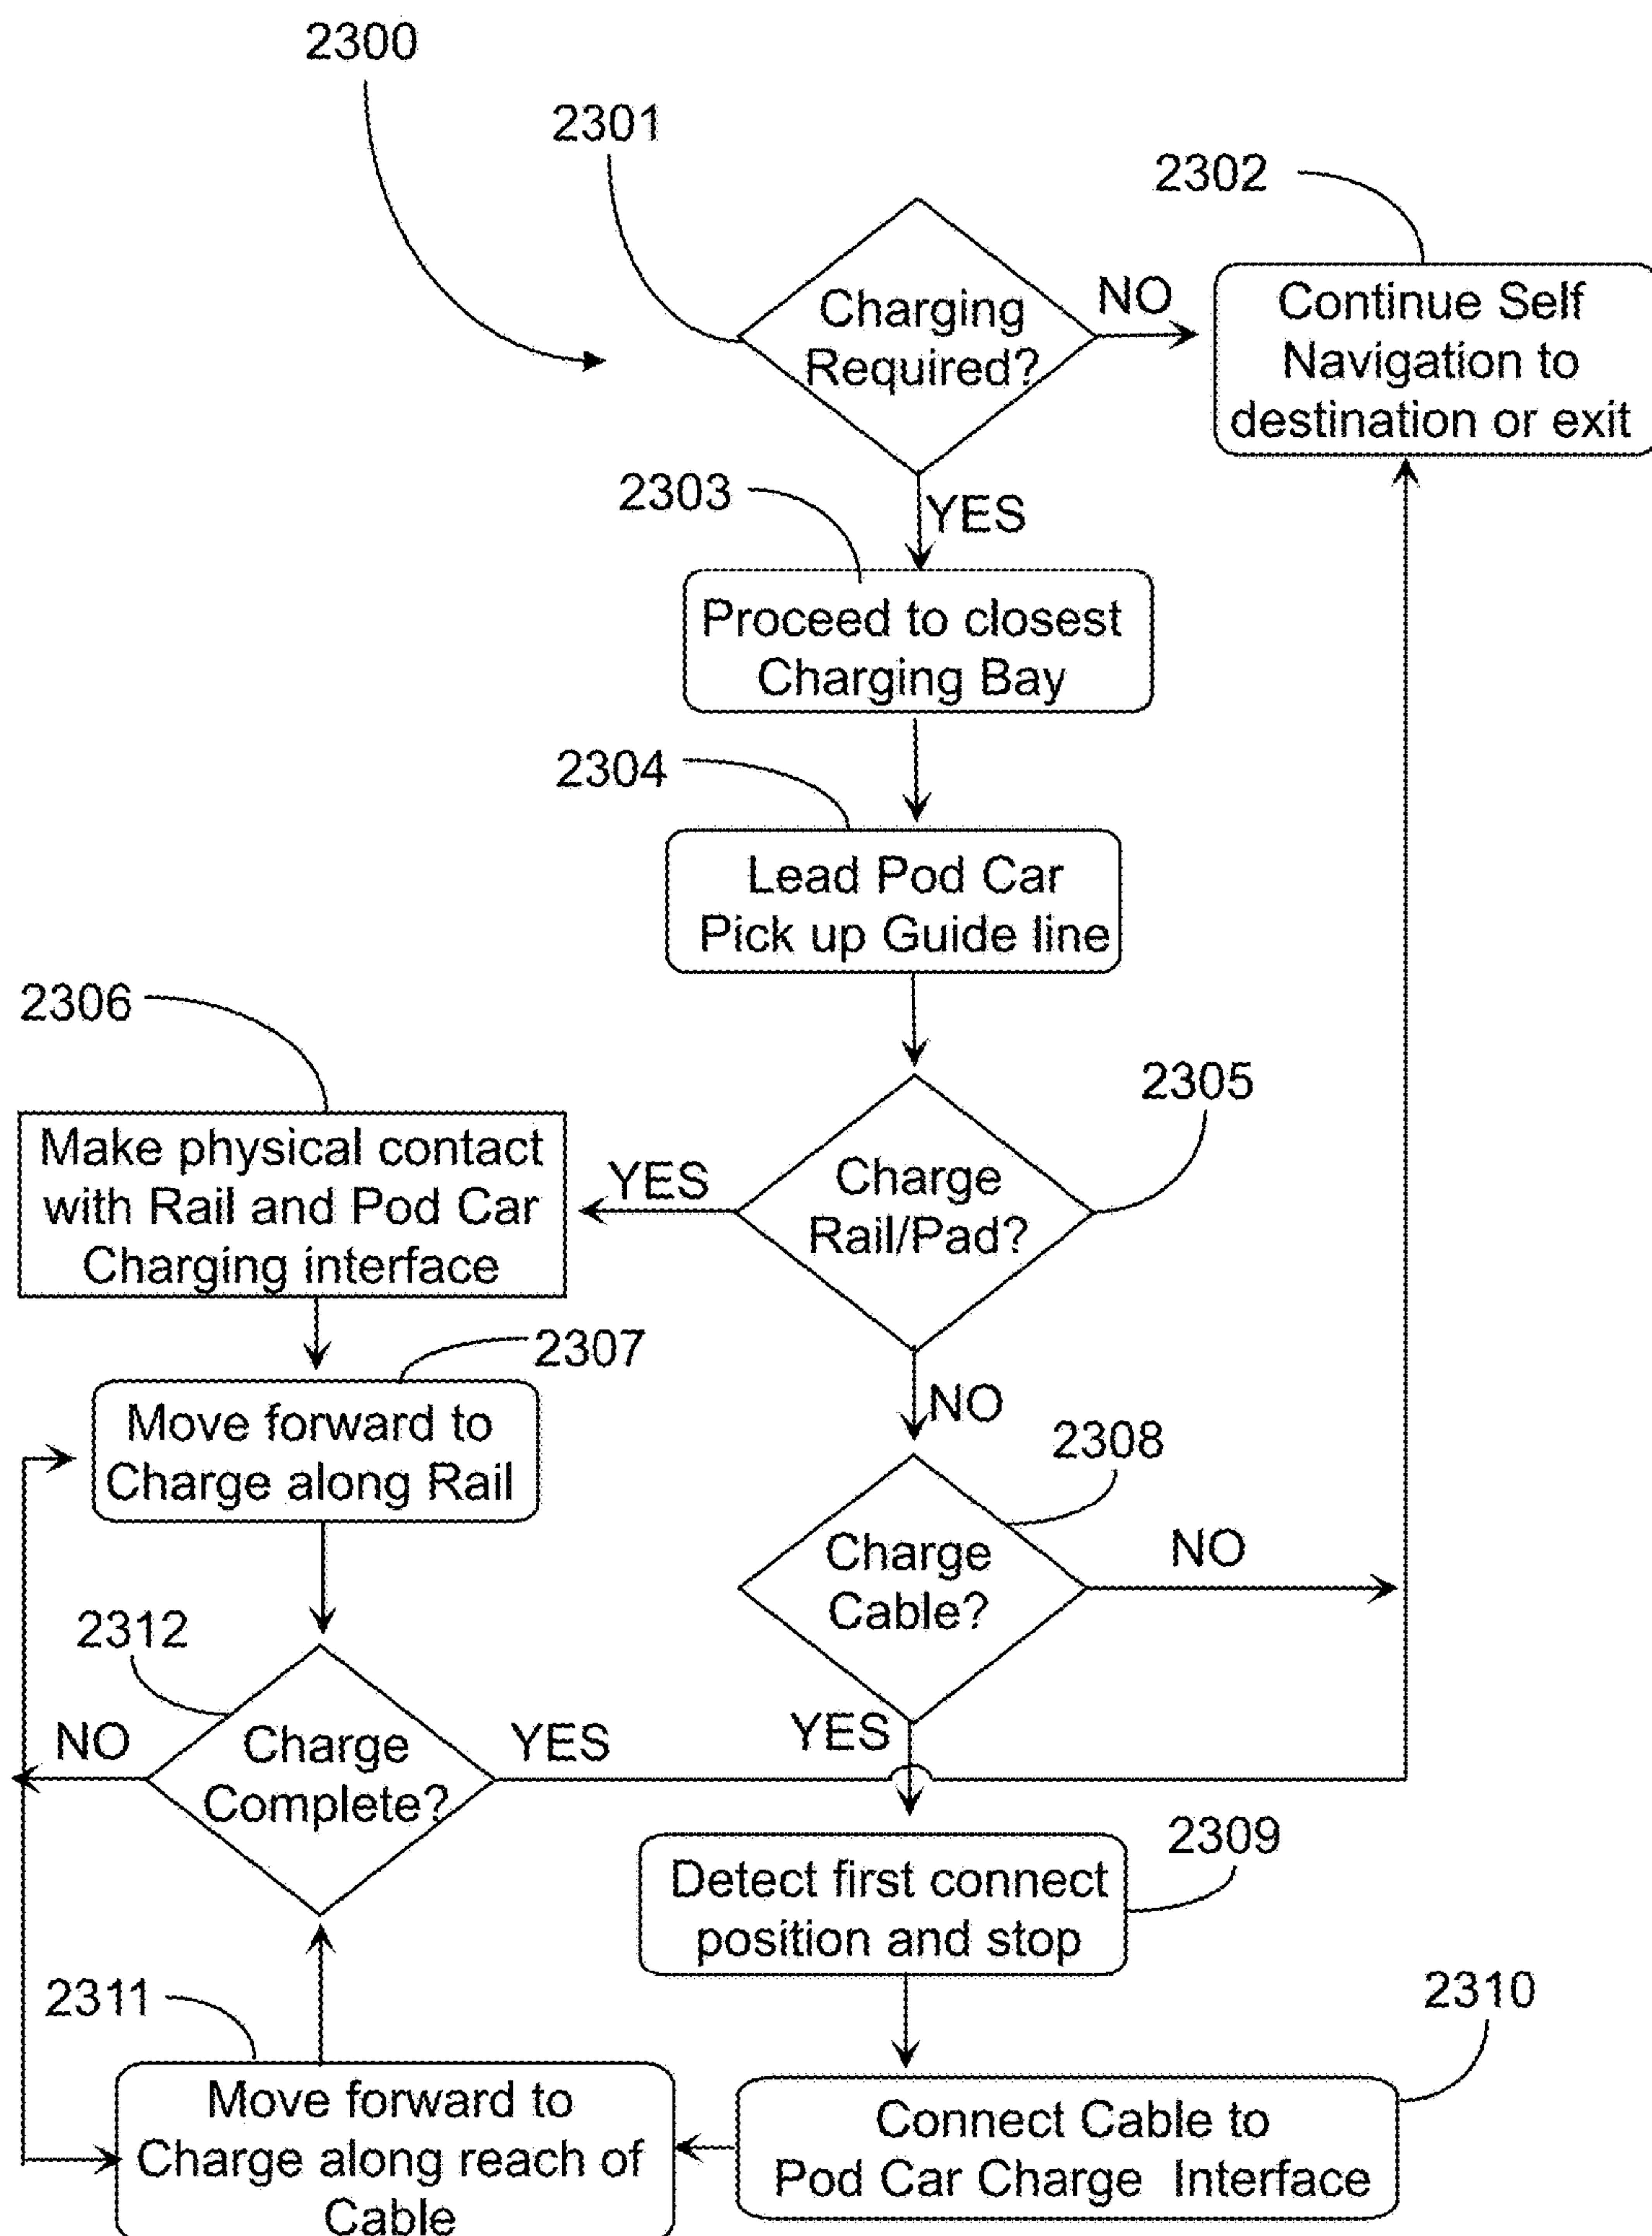 2300
2301
2302
Charging
Required?
NO
Continue Self
Navigation to
destination or exit
2303
YES
Proceed to closest
Charging Bay
2304
Lead Pod Car
Pick up Guide line
2306
2305
Make physical contact
with Rail and Pod Car
Charging interface
YES
Charge
Rail/Pad?
2307
NO
Move forward to
Charge along Rail
2308
Charge
Cable?
NO
2312
NO
Charge
Complete?
YES
YES
2309
Detect first connect
position and stop
2311
2310
Move forward to
Charge along reach of
Cable
Connect Cable to
Pod Car Charge Interface